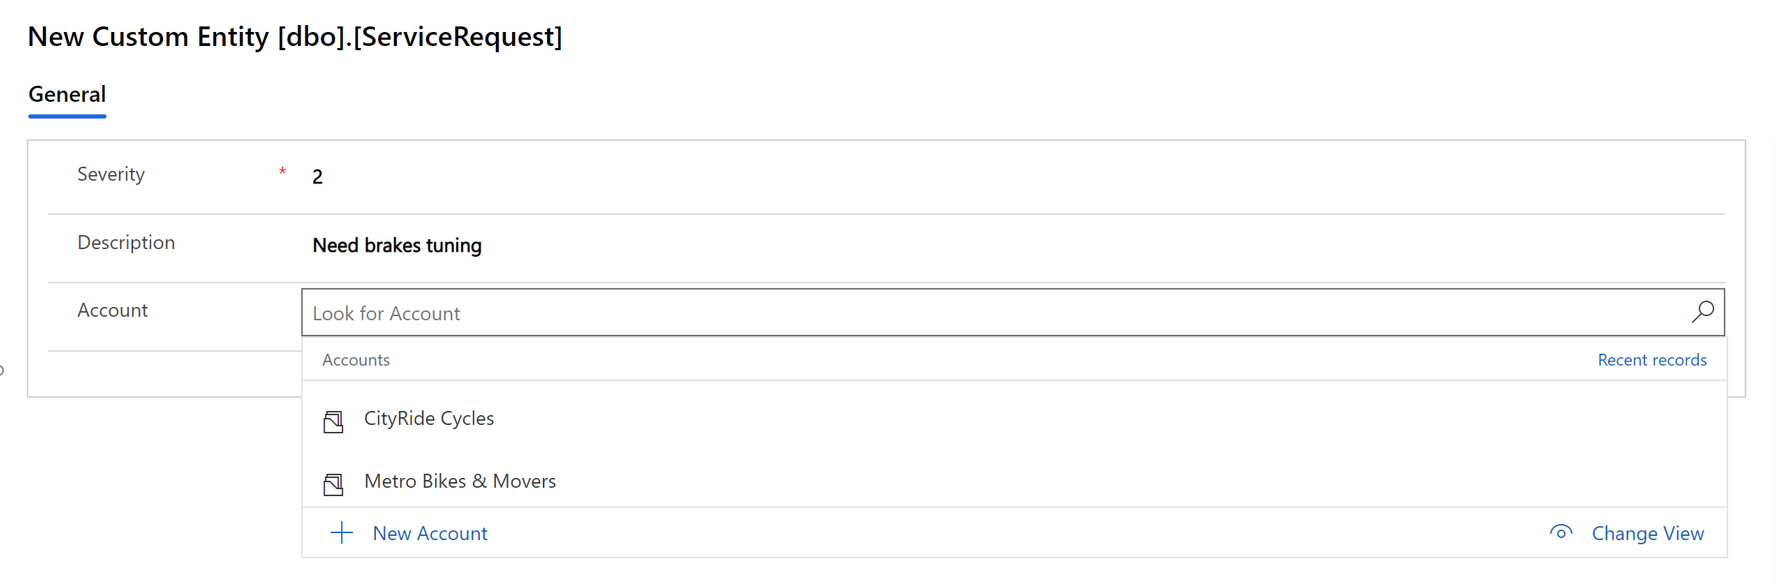 New Custom Entity [dbo].[ServiceRequest]
General
Severity * 2
Description Need brakes tuning
Account Look for Account
Accounts Recent records
CityRide Cycles
Metro Bikes & Movers
New Account Change View